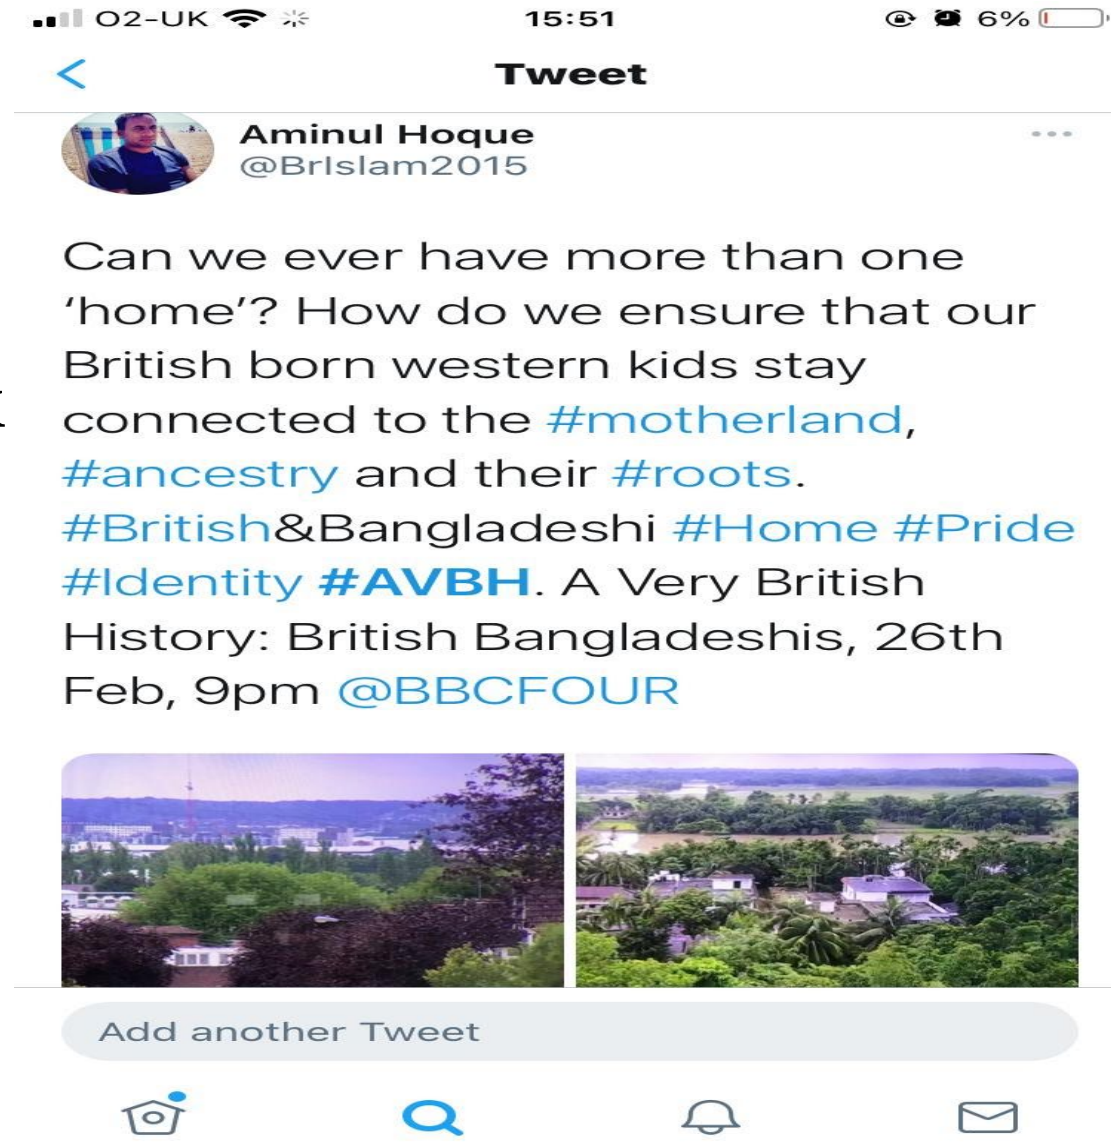 O2-UK 15:51 6%
Tweet
Aminul Hoque
@BrIslam2015
Can we ever have more than one
‘home’? How do we ensure that our
British born western kids stay
connected to the #motherland,
#ancestry and their #roots.
#British&Bangladeshi #Home #Pride
#Identity #AVBH. A Very British
History: British Bangladeshis, 26th
Feb, 9pm @BBCFOUR
Add another Tweet